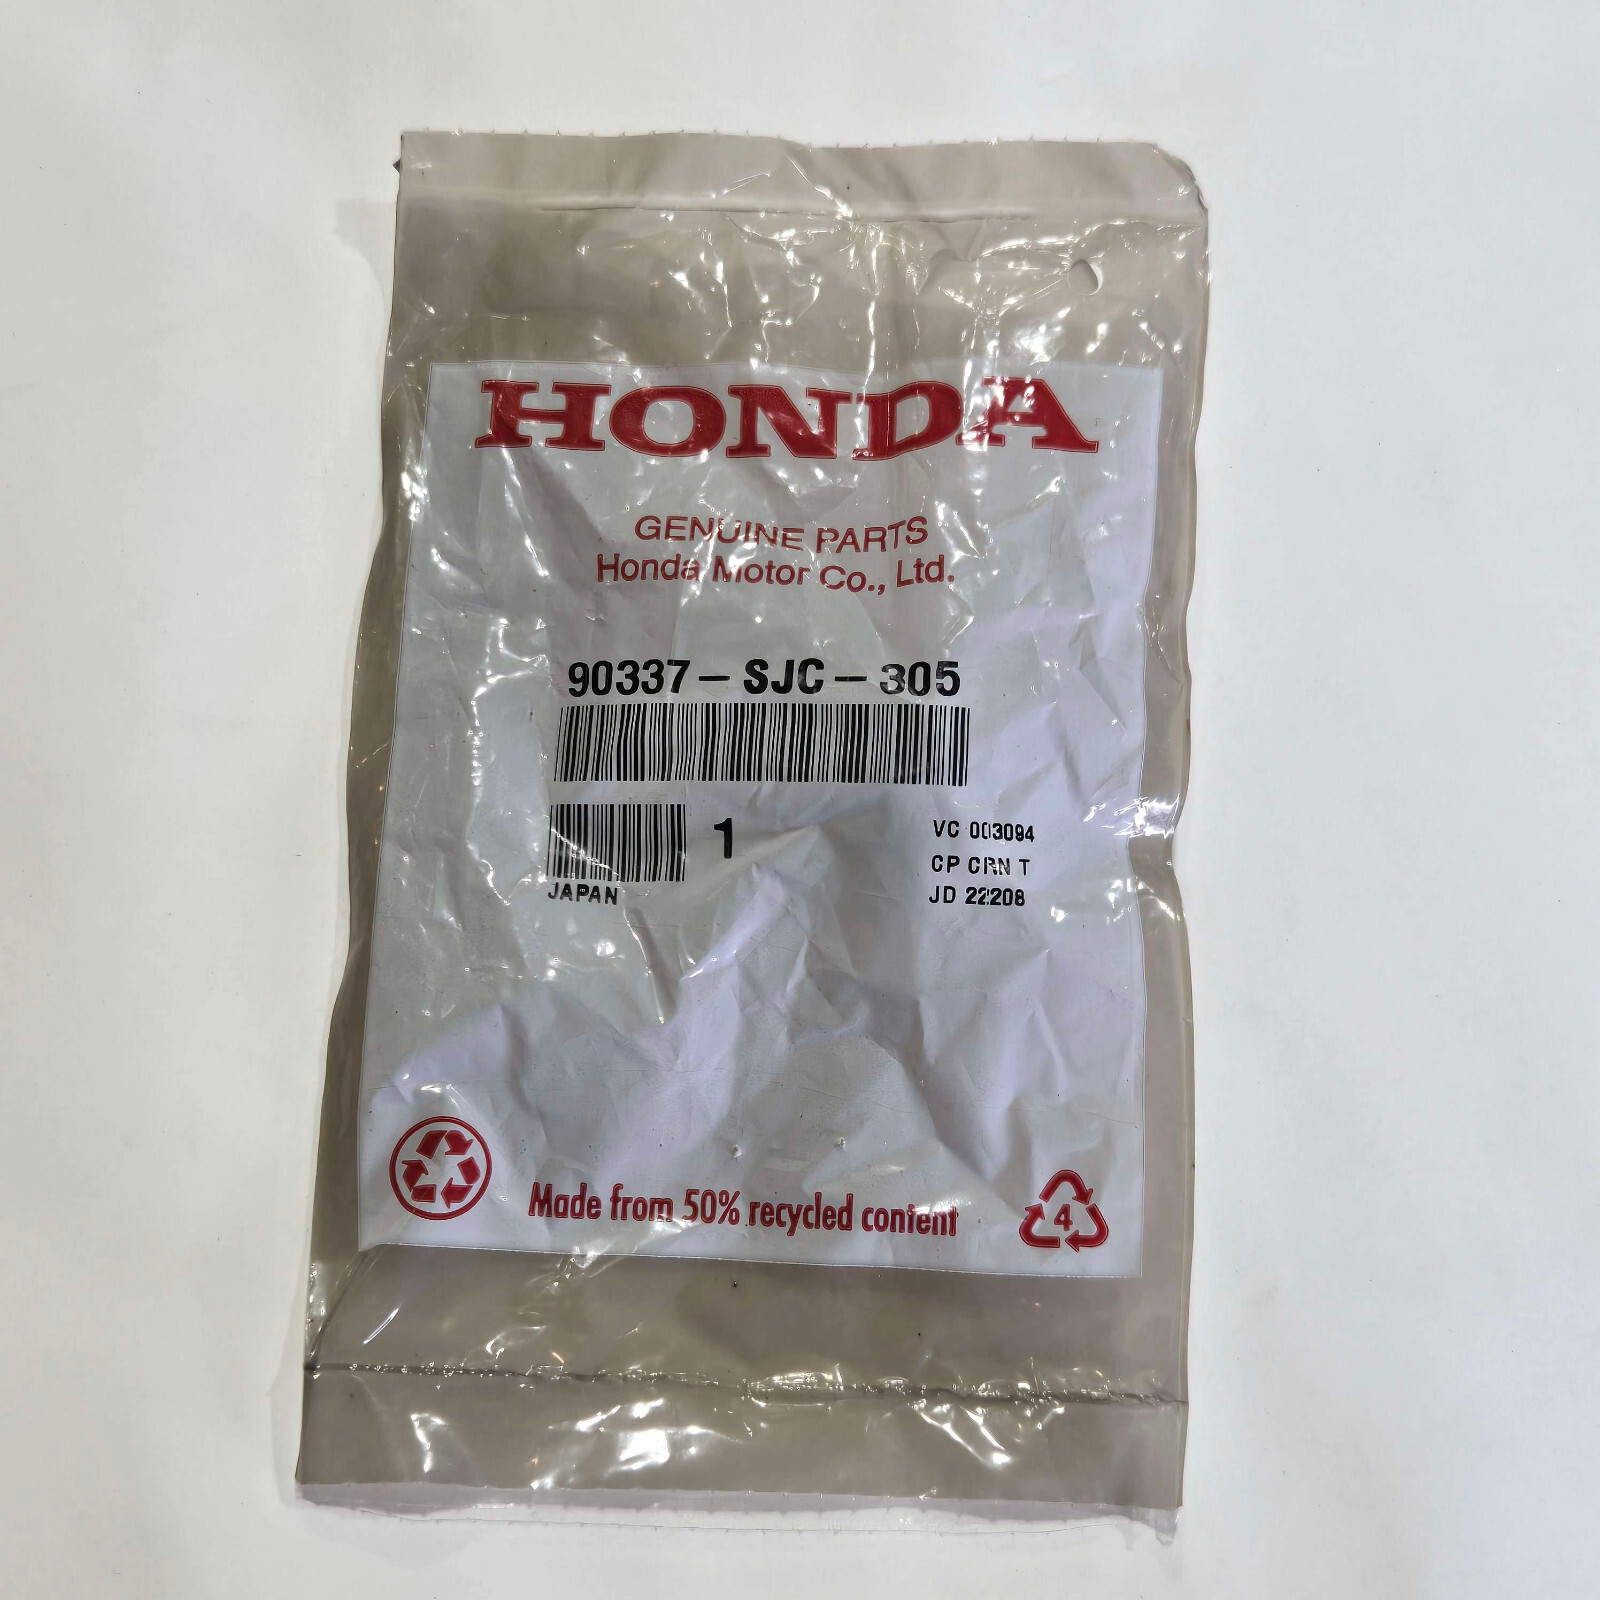 HONDA
GENUINE PARTS
Honda Motor Co., Ltd.
90337-SJC-305
1
VC 003094
CP CRN T
JAPAN
JD 22208
Made from 50% recycled content
4